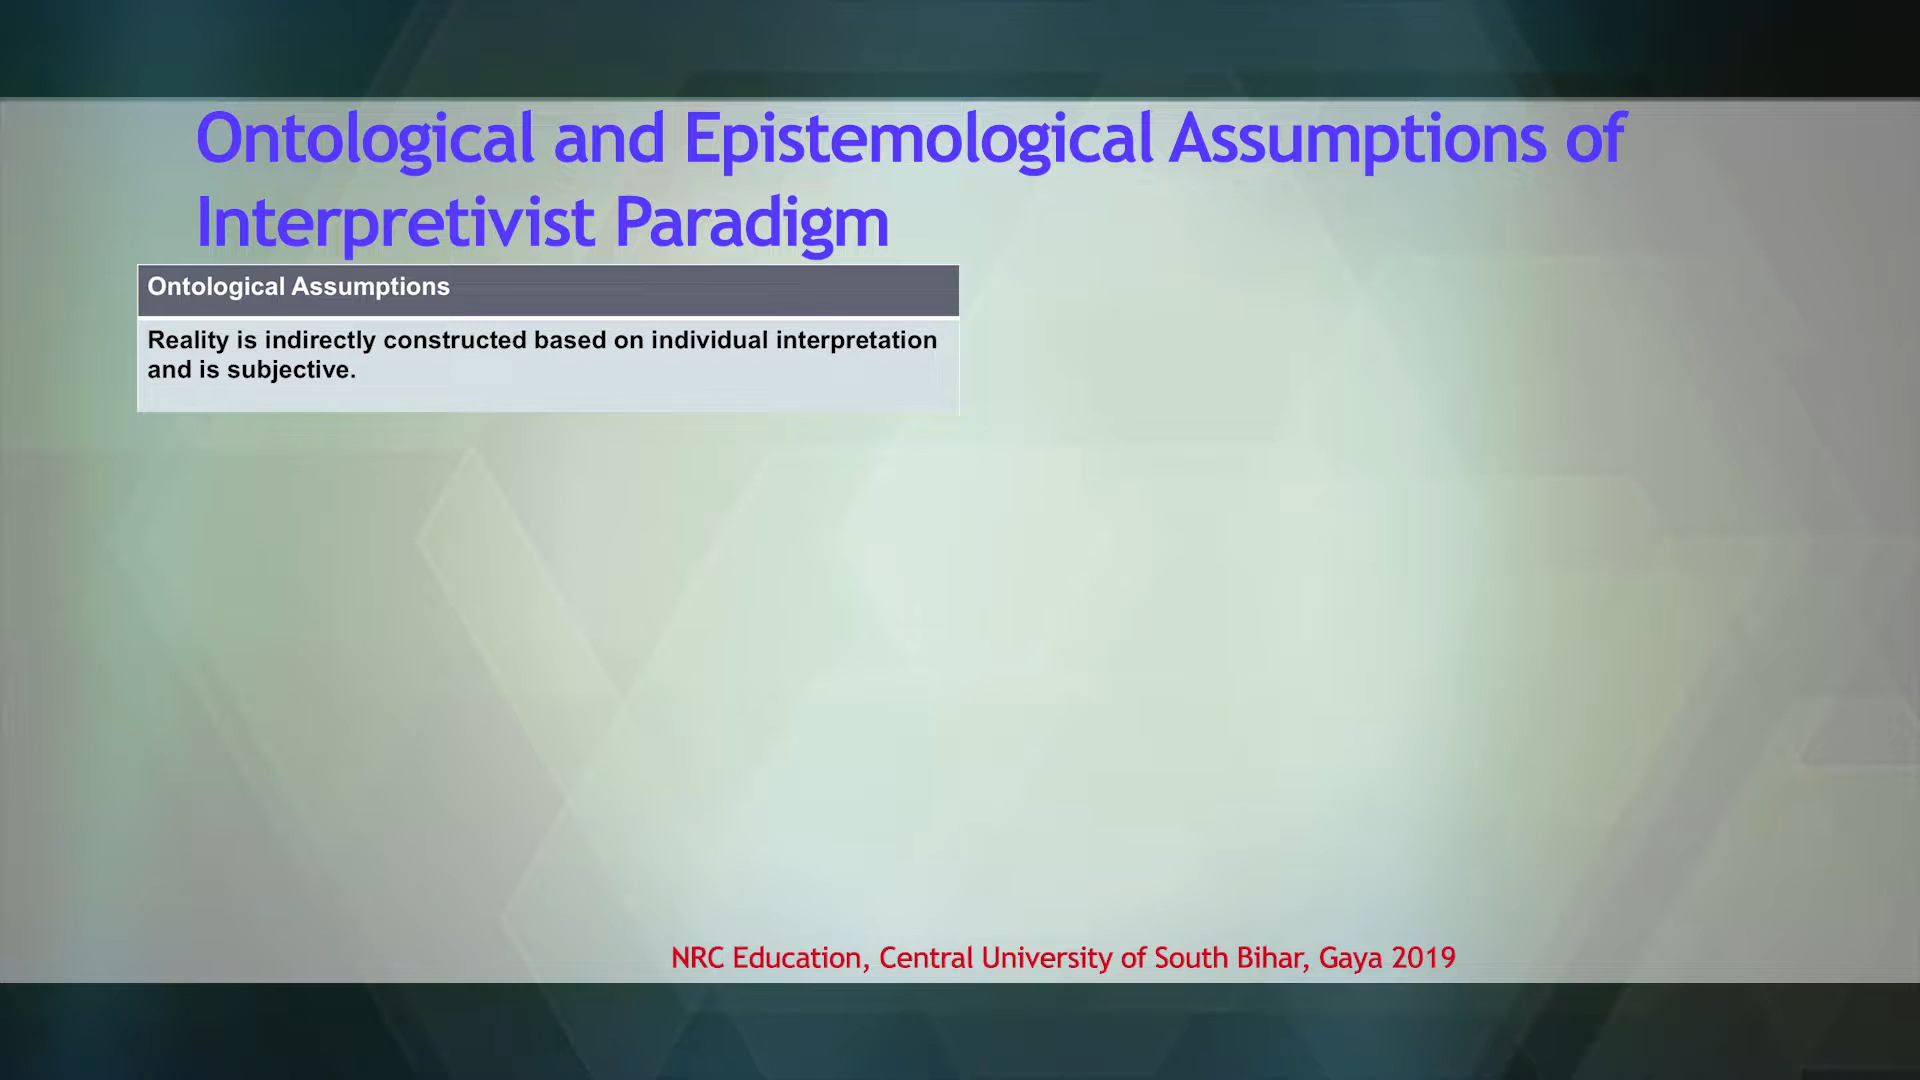 Ontological and Epistemological Assumptions of
Interpretivist Paradigm
Ontological Assumptions
Reality is indirectly constructed based on individual interpretation
and is subjective.
NRC Education, Central University of South Bihar, Gaya 2019